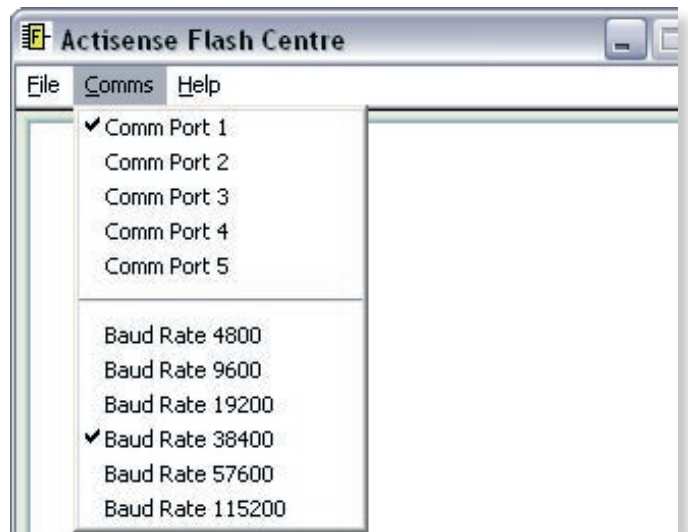 Actisense Flash Centre
File Comms Help
Comm Port 1
Comm Port 2
Comm Port 3
Comm Port 4
Comm Port 5
Baud Rate 4800
Baud Rate 9600
Baud Rate 19200
Baud Rate 38400
Baud Rate 57600
Baud Rate 115200